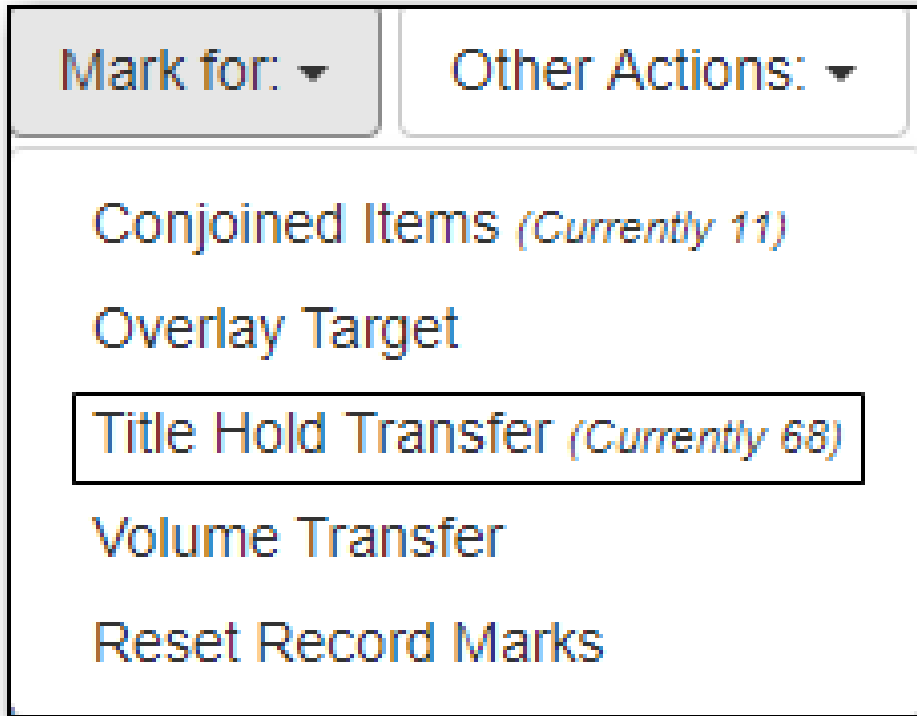 Mark for: Other Actions:
Conjoined Items (Currently 11)
Overlay Target
Title Hold Transfer (Currently 68)
Volume Transfer
Reset Record Marks